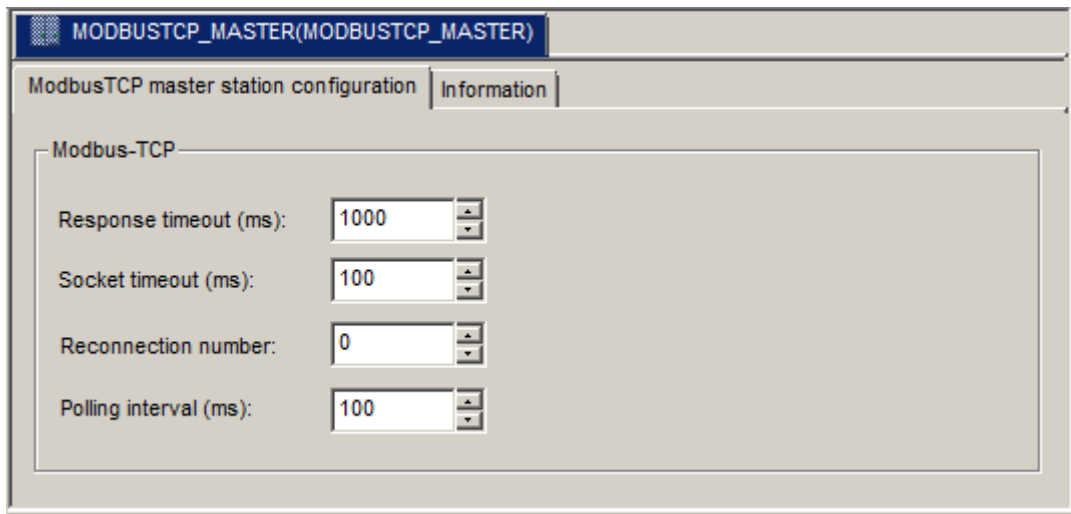 MODBUSTCP_MASTER(MODBUSTCP_MASTER)
ModbusTCP master station configuration Information
Modbus-TCP
Response timeout (ms): 1000
Socket timeout (ms): 100
Reconnection number: 0
Polling interval (ms): 100